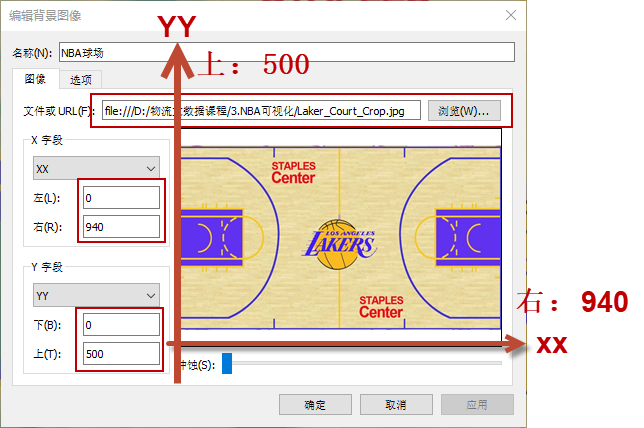 编辑背景图像
YY
名称(N): NBA球场
上：500
图像 选项
文件或 URL(F): file:///D:/物流大数据课程/3.NBA可视化/Laker_Court_Crop.jpg 浏览(W)...
X 字段
XX
左(L): 0
右(R): 940
Y 字段
YY
下(B): 0
上(T): 500
STAPLES
Center
LOS ANGELES
LAKERS
STAPLES
Center
右：940
xx
冲蚀(S):
确定 取消 应用